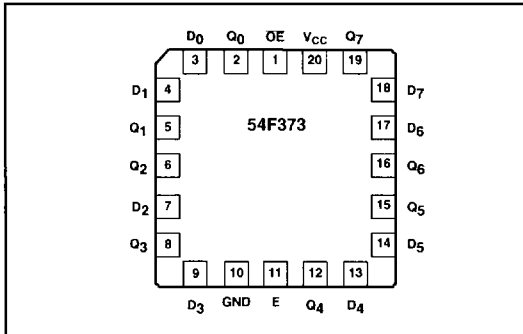 D0 Q0 OE VCC Q7
3 2 1 20 19
D1 4 18 D7
54F373
Q1 5 17 D6
Q2 6 16 Q6
D2 7 15 Q5
Q3 8 14 D5
9 10 11 12 13
D3 GND E Q4 D4